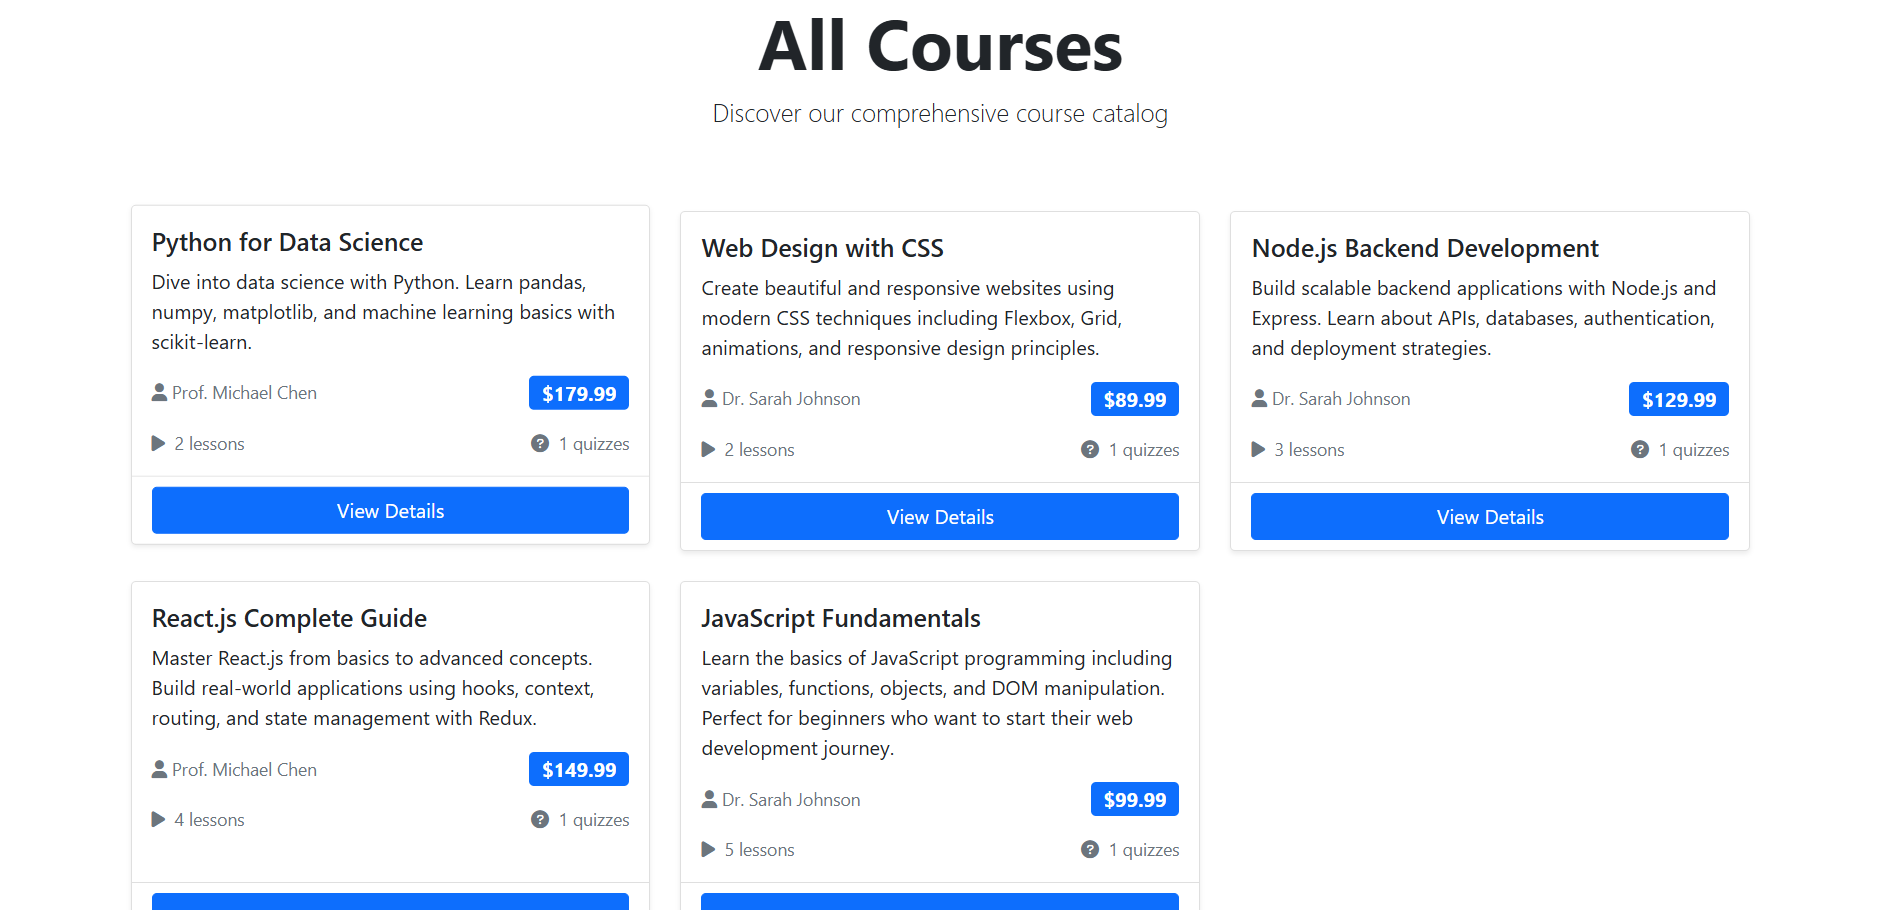 All Courses
Discover our comprehensive course catalog
Python for Data Science
Dive into data science with Python. Learn pandas,
numpy, matplotlib, and machine learning basics with
scikit-learn.
Prof. Michael Chen
$179.99
2 lessons
1 quizzes
View Details
Web Design with CSS
Create beautiful and responsive websites using
modern CSS techniques including Flexbox, Grid,
animations, and responsive design principles.
Dr. Sarah Johnson
$89.99
2 lessons
1 quizzes
View Details
Node.js Backend Development
Build scalable backend applications with Node.js and
Express. Learn about APIs, databases, authentication,
and deployment strategies.
Dr. Sarah Johnson
$129.99
3 lessons
1 quizzes
View Details
React.js Complete Guide
Master React.js from basics to advanced concepts.
Build real-world applications using hooks, context,
routing, and state management with Redux.
Prof. Michael Chen
$149.99
4 lessons
1 quizzes
JavaScript Fundamentals
Learn the basics of JavaScript programming including
variables, functions, objects, and DOM manipulation.
Perfect for beginners who want to start their web
development journey.
Dr. Sarah Johnson
$99.99
5 lessons
1 quizzes